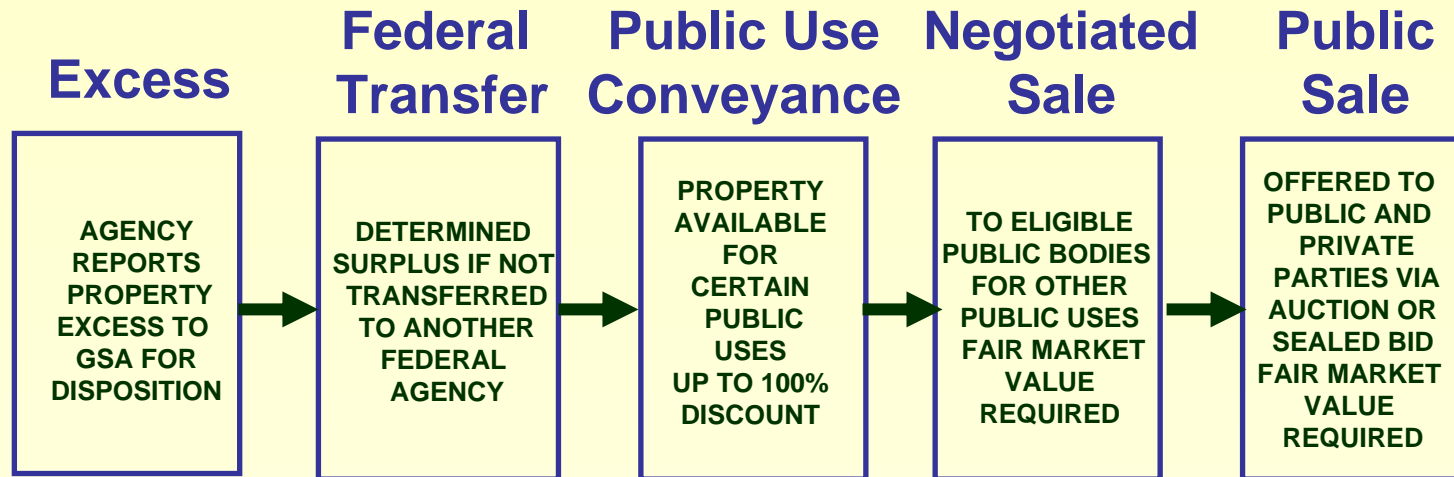 Excess
Federal
Transfer
Public Use
Conveyance
Negotiated
Sale
Public
Sale
AGENCY
REPORTS
PROPERTY
EXCESS TO
GSA FOR
DISPOSITION
DETERMINED
SURPLUS IF NOT
TRANSFERRED
TO ANOTHER
FEDERAL
AGENCY
PROPERTY
AVAILABLE
FOR
CERTAIN
PUBLIC
USES
UP TO 100%
DISCOUNT
TO ELIGIBLE
PUBLIC BODIES
FOR OTHER
PUBLIC USES
FAIR MARKET
VALUE
REQUIRED
OFFERED TO
PUBLIC AND
PRIVATE
PARTIES VIA
AUCTION OR
SEALED BID
FAIR MARKET
VALUE
REQUIRED